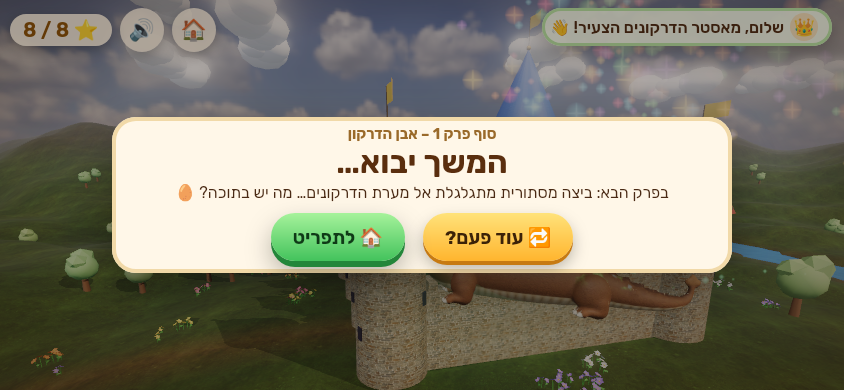 8 / 8 ⭐
שלום, מאסטר הדרקונים הצעיר! 👋
סוף פרק 1 – אבן הדרקון
המשך יבוא...
בפרק הבא: ביצה מסתורית מתגלגלת אל מערת הדרקונים... מה יש בתוכה? 🥚
🔁 עוד פעם?
🏠 לתפריט